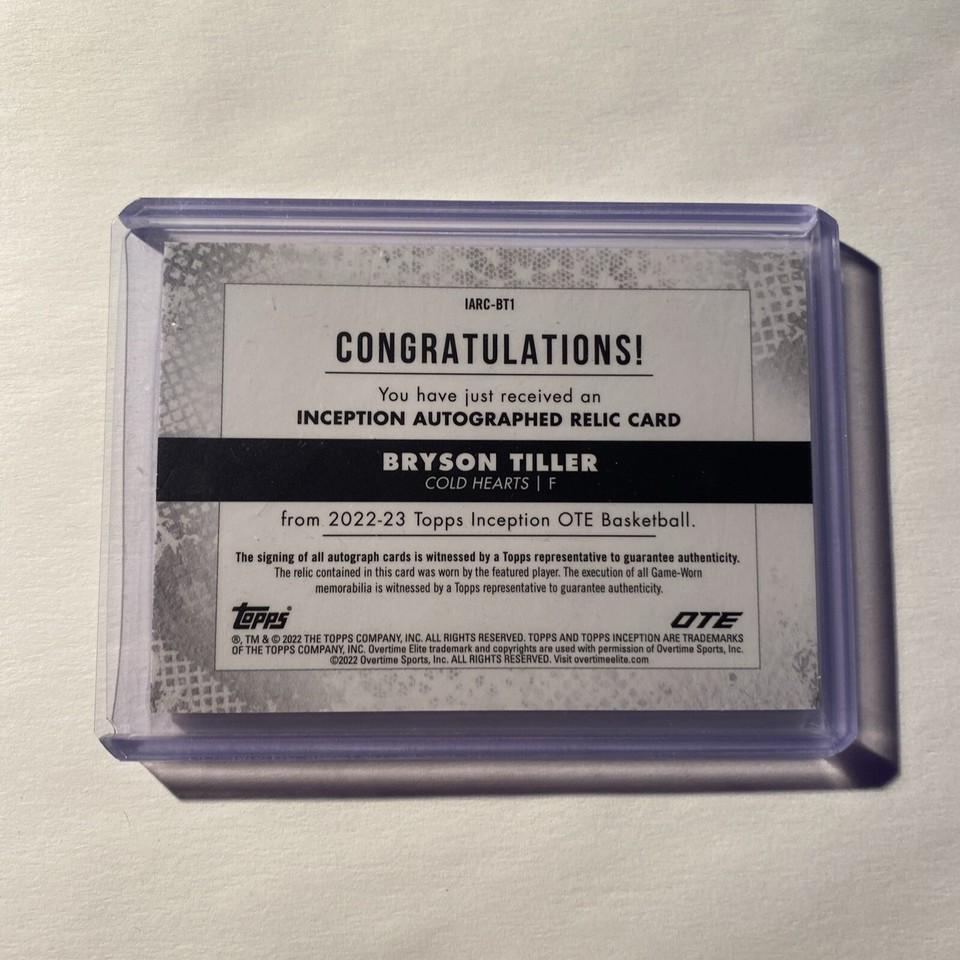 IARC-BT1
CONGRATULATIONS!
You have just received an
INCEPTION AUTOGRAPHED RELIC CARD
BRYSON TILLER
COLD HEARTS | F
from 2022-23 Topps Inception OTE Basketball.
The signing of all autograph cards is witnessed by a Topps representative to guarantee authenticity.
The relic contained in this card was worn by the featured player. The execution of all Game-Worn
memorabilia is witnessed by a Topps representative to guarantee authenticity.
Topps® OTE
®, TM & © 2022 THE TOPPS COMPANY, INC. ALL RIGHTS RESERVED. TOPPS AND TOPPS INCEPTION ARE TRADEMARKS
OF THE TOPPS COMPANY, INC. Overtime Elite trademark and copyrights are used with permission of Overtime Sports, Inc.
©2022 Overtime Sports, Inc. ALL RIGHTS RESERVED. Visit overtimeelite.com